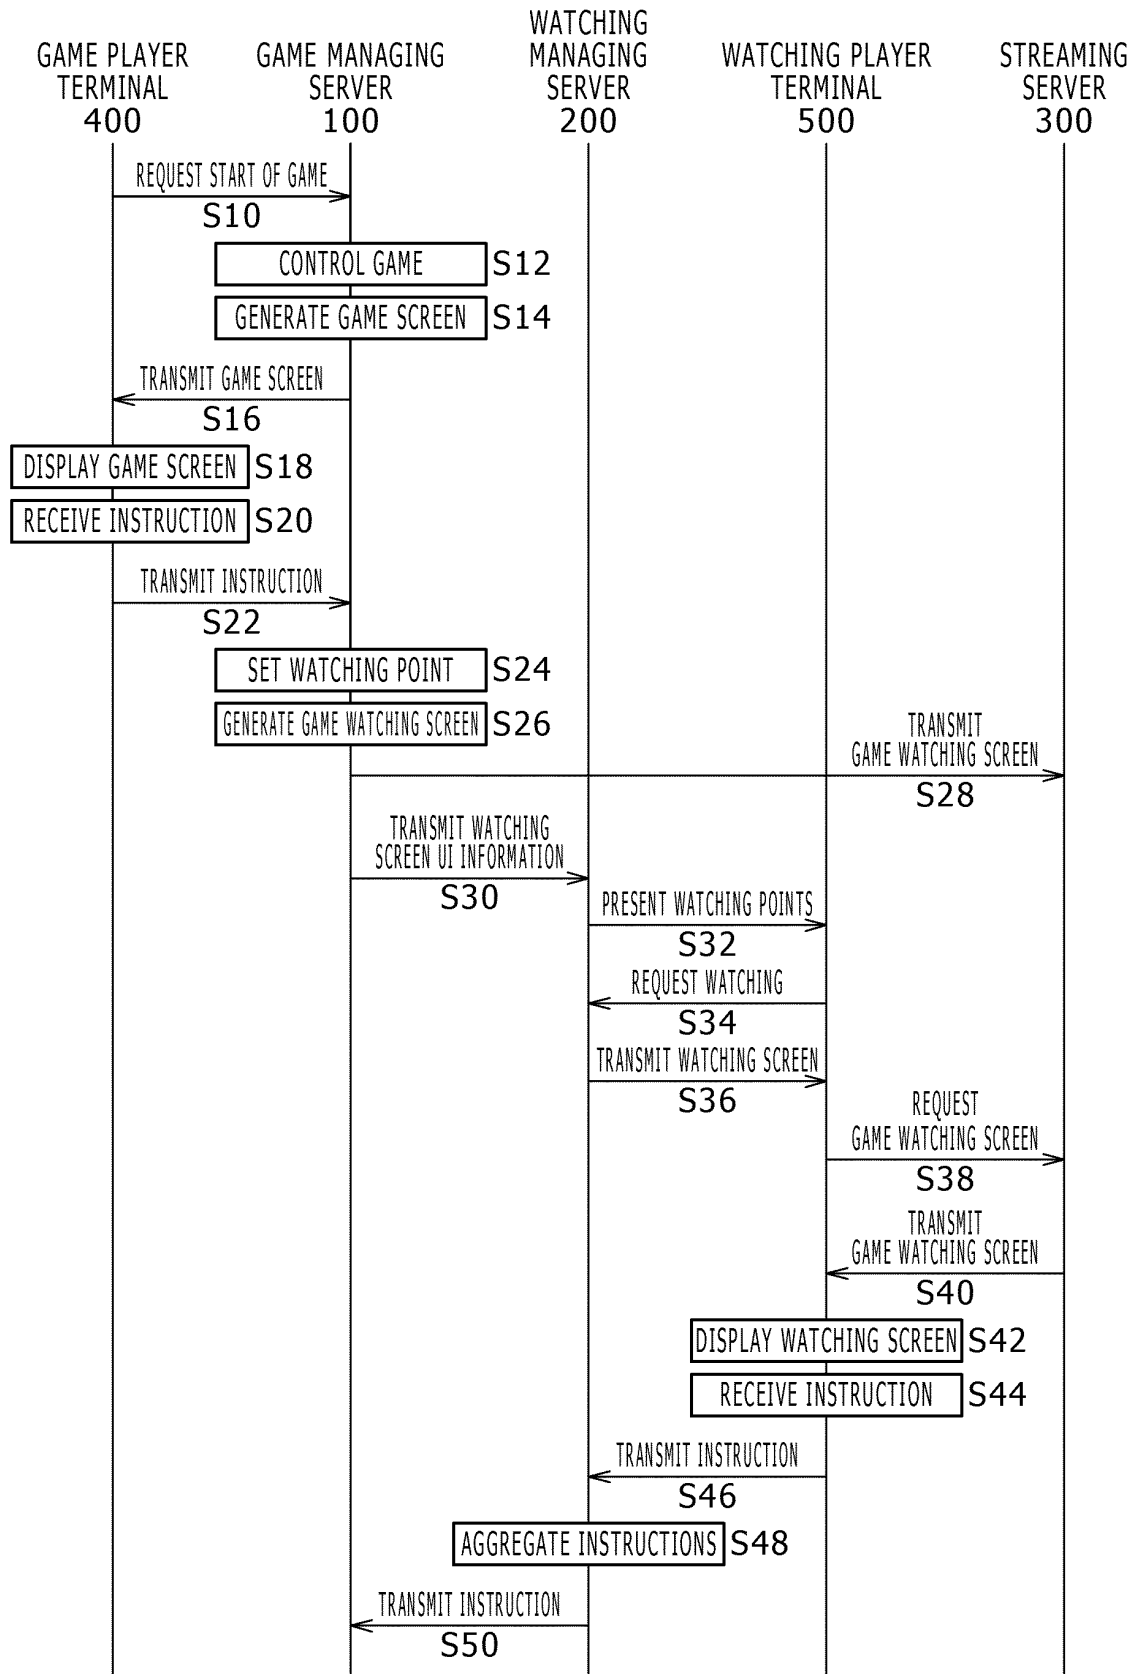 GAME PLAYER
TERMINAL
400
GAME MANAGING
SERVER
100
WATCHING
MANAGING
SERVER
200
WATCHING PLAYER
TERMINAL
500
STREAMING
SERVER
300
REQUEST START OF GAME
S10
CONTROL GAME
S12
GENERATE GAME SCREEN
S14
TRANSMIT GAME SCREEN
S16
DISPLAY GAME SCREEN
S18
RECEIVE INSTRUCTION
S20
TRANSMIT INSTRUCTION
S22
SET WATCHING POINT
S24
GENERATE GAME WATCHING SCREEN
S26
TRANSMIT
GAME WATCHING SCREEN
S28
TRANSMIT WATCHING
SCREEN UI INFORMATION
S30
PRESENT WATCHING POINTS
S32
REQUEST WATCHING
S34
TRANSMIT WATCHING SCREEN
S36
REQUEST
GAME WATCHING SCREEN
S38
TRANSMIT
GAME WATCHING SCREEN
S40
DISPLAY WATCHING SCREEN
S42
RECEIVE INSTRUCTION
S44
TRANSMIT INSTRUCTION
S46
AGGREGATE INSTRUCTIONS
S48
TRANSMIT INSTRUCTION
S50